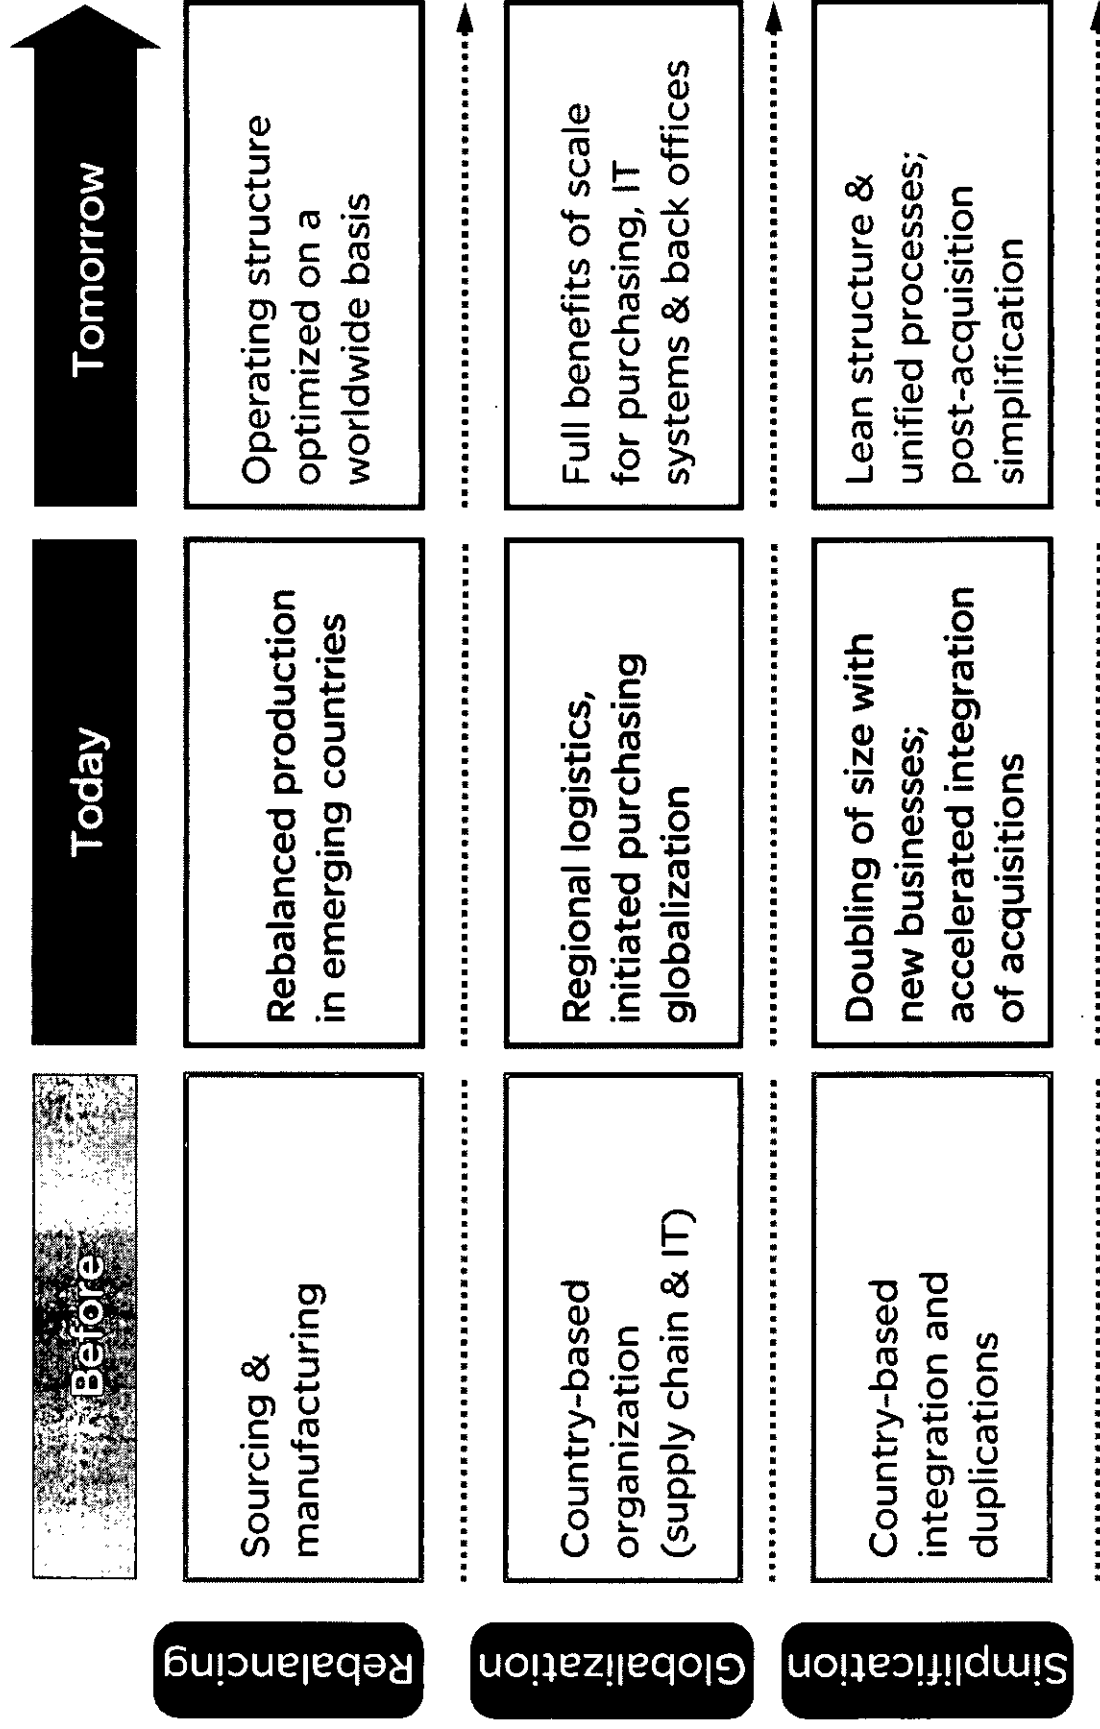 Before
Today
Tomorrow
Rebalancing
Sourcing &
manufacturing
Rebalanced production
in emerging countries
Operating structure
optimized on a
worldwide basis
Globalization
Country-based
organization
(supply chain & IT)
Regional logistics,
initiated purchasing
globalization
Full benefits of scale
for purchasing, IT
systems & back offices
Simplification
Country-based
integration and
duplications
Doubling of size with
new businesses;
accelerated integration
of acquisitions
Lean structure &
unified processes;
post-acquisition
simplification